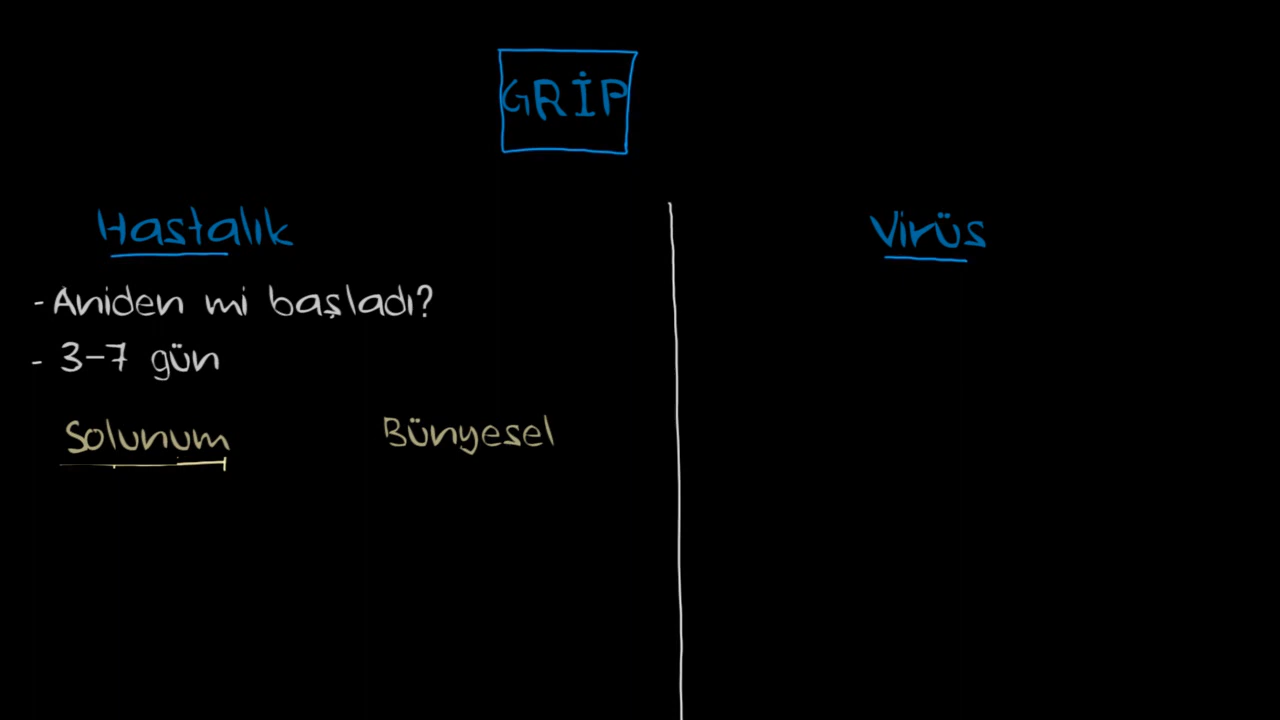 GRİP
Hastalık
- Aniden mi başladı?
- 3-7 gün
Solunum
Bünyesel
Virüs